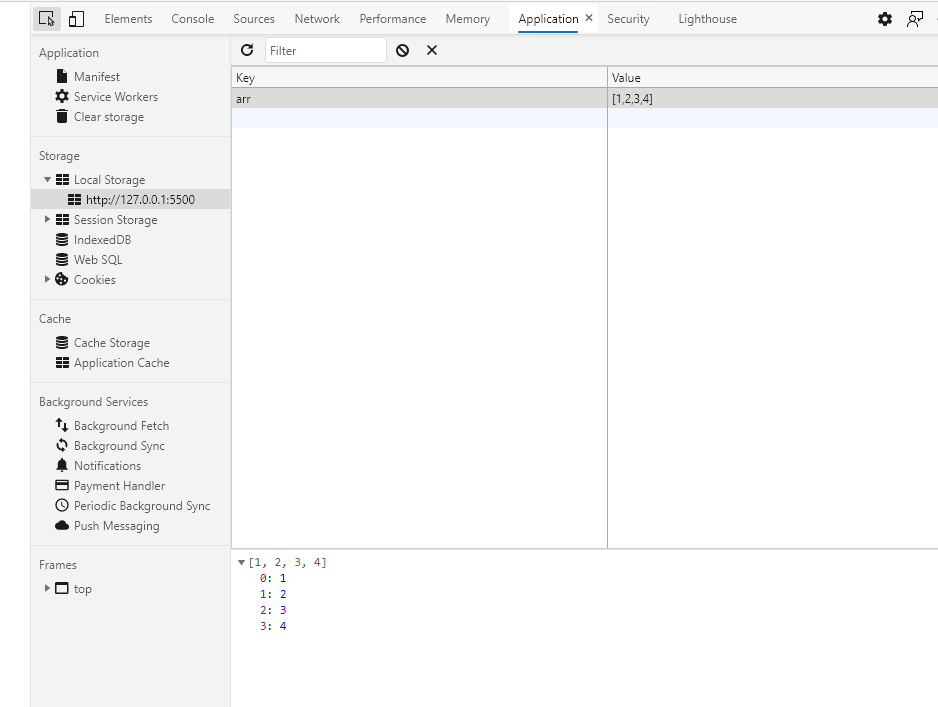 Elements Console Sources Network Performance Memory Application Security Lighthouse
Application
Manifest
Service Workers
Clear storage
Storage
Local Storage
http://127.0.0.1:5500
Session Storage
IndexedDB
Web SQL
Cookies
Cache
Cache Storage
Application Cache
Background Services
Background Fetch
Background Sync
Notifications
Payment Handler
Periodic Background Sync
Push Messaging
Frames
top
Filter
Key Value
arr [1,2,3,4]
[1, 2, 3, 4]
0: 1
1: 2
2: 3
3: 4